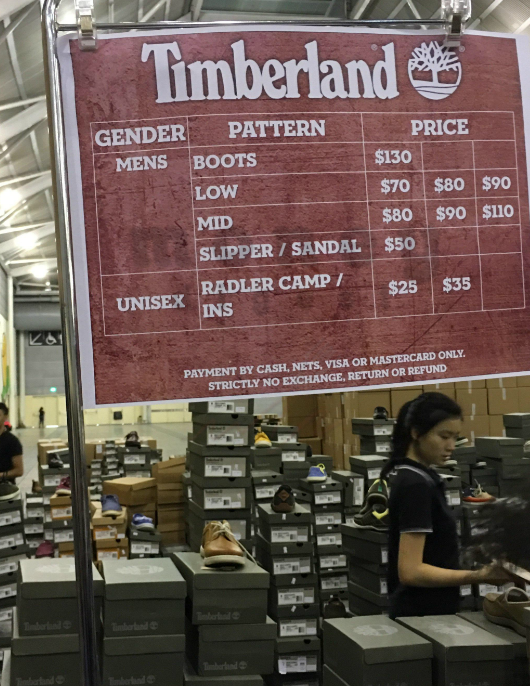 Timberland
GENDER PATTERN PRICE
MENS BOOTS $130
LOW $70 $80 $90
MID $80 $90 $110
SLIPPER / SANDAL $50
UNISEX RADLER CAMP / INS $25 $35
PAYMENT BY CASH, NETS, VISA OR MASTERCARD ONLY.
STRICTLY NO EXCHANGE, RETURN OR REFUND
Timberland
Timberland
Timberland
Timberland